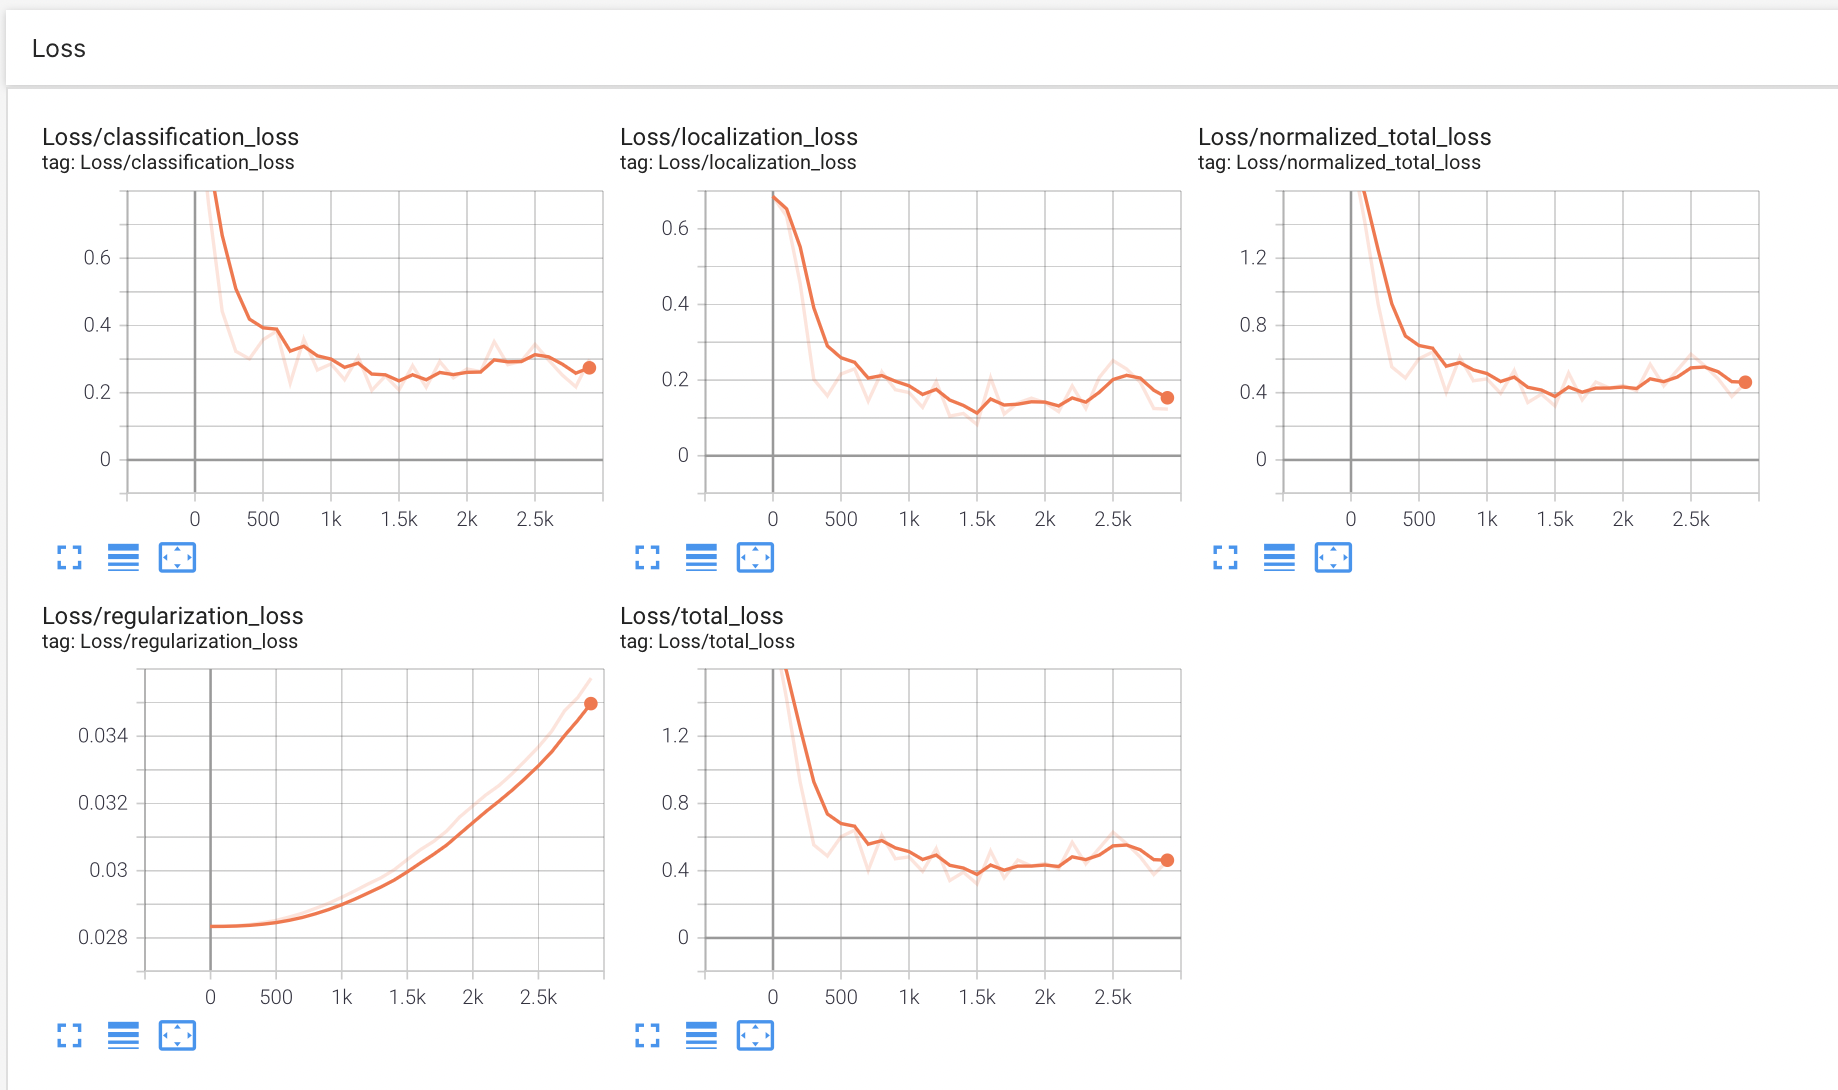 Loss
Loss/classification_loss
tag: Loss/classification_loss
0.6
0.4
0.2
0
0 500 1k 1.5k 2k 2.5k
Loss/localization_loss
tag: Loss/localization_loss
0.6
0.4
0.2
0
0 500 1k 1.5k 2k 2.5k
Loss/normalized_total_loss
tag: Loss/normalized_total_loss
1.2
0.8
0.4
0
0 500 1k 1.5k 2k 2.5k
Loss/regularization_loss
tag: Loss/regularization_loss
0.034
0.032
0.03
0.028
0 500 1k 1.5k 2k 2.5k
Loss/total_loss
tag: Loss/total_loss
1.2
0.8
0.4
0
0 500 1k 1.5k 2k 2.5k